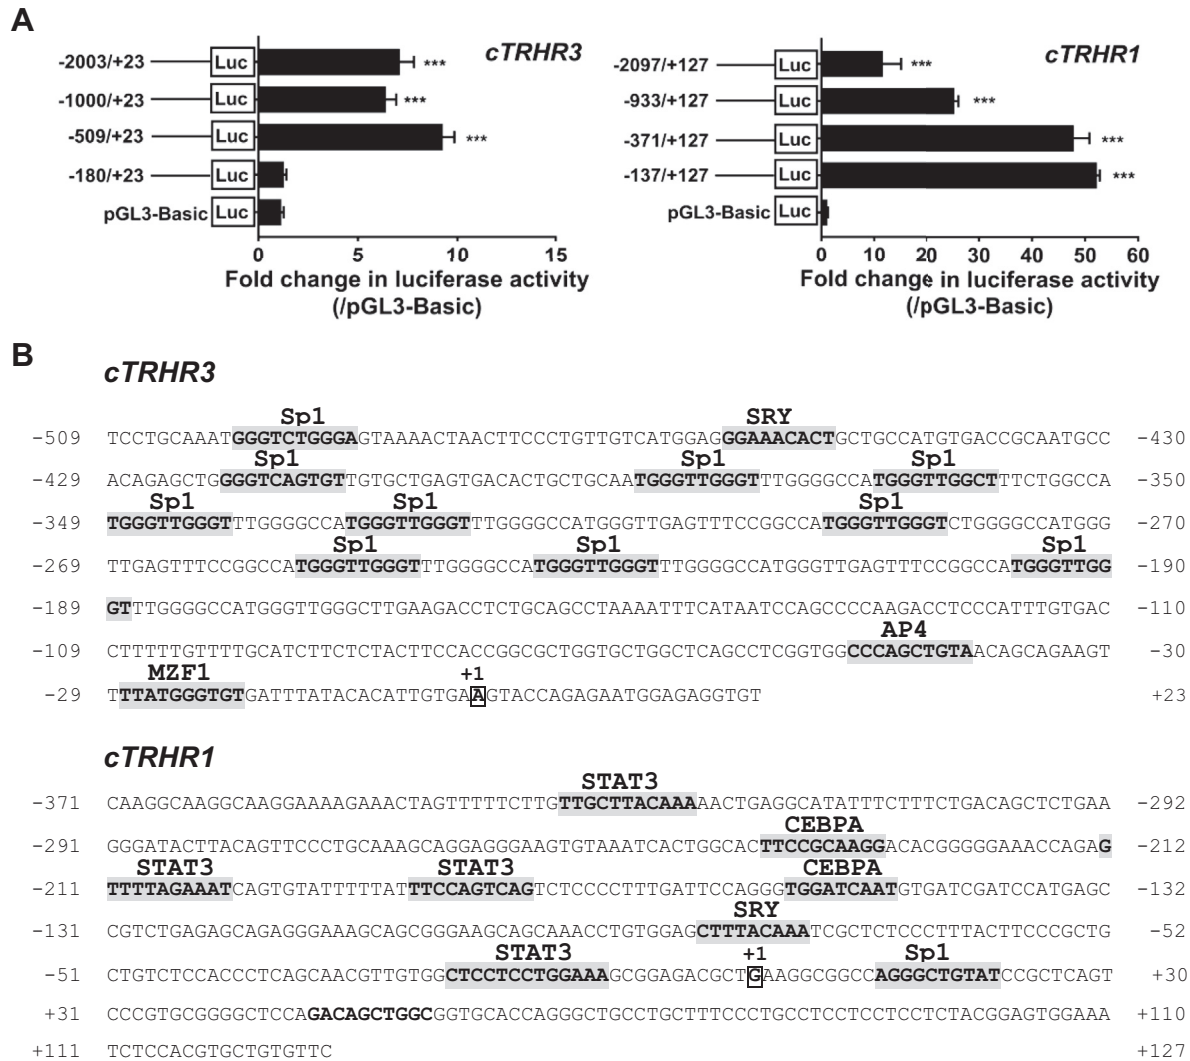 A
cTRHR3
-2003/+23 Luc ***
-1000/+23 Luc ***
-509/+23 Luc ***
-180/+23 Luc
pGL3-Basic Luc
0 5 10 15
Fold change in luciferase activity
(/pGL3-Basic)
cTRHR1
-2097/+127 Luc ***
-933/+127 Luc ***
-371/+127 Luc ***
-137/+127 Luc ***
pGL3-Basic Luc
0 10 20 30 40 50 60
Fold change in luciferase activity
(/pGL3-Basic)
B
cTRHR3
Sp1 SRY
-509 TCCTGCAAATGGGTCTGGGAGTAAAACTAACTTCCCTGTTGTCATGGAGGGAAACACTGCTGCCATGTGACCGCAATGCC -430
Sp1 Sp1 Sp1
-429 ACAGAGCTGGGGTCAGTGTTGTGCTGAGTGACACTGCTGCAATGGGTTGGGTTTGGGGCCATGGGTTGGCTTTCTGGCCA -350
Sp1 Sp1 Sp1
-349 TGGGTTGGGTTTGGGGCCATGGGTTGGGTTTGGGGCCATGGGTTGAGTTTCCGGCCATGGGTTGGGTCTGGGGCCATGGG -270
Sp1 Sp1 Sp1
-269 TTGAGTTTCCGGCCATGGGTTGGGTTTGGGGCCATGGGTTGGGTTTGGGGCCATGGGTTGAGTTTCCGGCCATGGGTTGG -190
-189 GTTTGGGGCCATGGGTTGGGCTTGAAGACCTCTGCAGCCTAAAATTTCATAATCCAGCCCCAAGACCTCCCATTTGTGAC -110
AP4
-109 CTTTTTGTTTTGCATCTTCTCTACTTCCACCGGCGCTGGTGCTGGCTCAGCCTCGGTGGCCCAGCTGTAACAGCAGAAGT -30
MZF1 +1
-29 TTTATGGGTGTGATTTATACACATTGTGAAGTACCAGAGAATGGAGAGGTGT +23
cTRHR1
STAT3
-371 CAAGGCAAGGCAAGGAAAAGAAACTAGTTTTTCTTGTTGCTTACAAAAACTGAGGCATATTTCTTTCTGACAGCTCTGAA -292
CEBPA
-291 GGGATACTTACAGGTTCCCTGCAAAGCAGGAGGGAAGTGTAAATCACTGGCACTTCCGCAAGGACACGGGGGAAACCAGAG -212
STAT3 STAT3 CEBPA
-211 TTTTAGAAATCAGTGTATTTTTATTTCCAGTCAGTCTCCCCTTTGATTCCAGGGTGGATCAATGTGATCGATCCATGAGC -132
SRY
-131 CGTCTGAGAGCAGAGGGAAAGCAGCGGGAAGCAGCAAACCTGTGGAGCTTTACAAATCGCTCTCCCTTTACTTCCCGCTG -52
STAT3 +1 Sp1
-51 CTGTCTCCACCCTCAGCAACGTTGTGGCTCCTCCTGGAAAGCGGAGACGCTGAAGGCGGCCAGGGCTGTATCCGCTCAGT +30
+31 CCCGTGCGGGGCTCCAGACAGCTGGCGGTGCACCAGGGCTGCCTGCTTTCCCTGCCTCCTCCTCCTCTACGGAGTGGAAA +110
+111 TCTCCACGTGCTGTGTTC +127